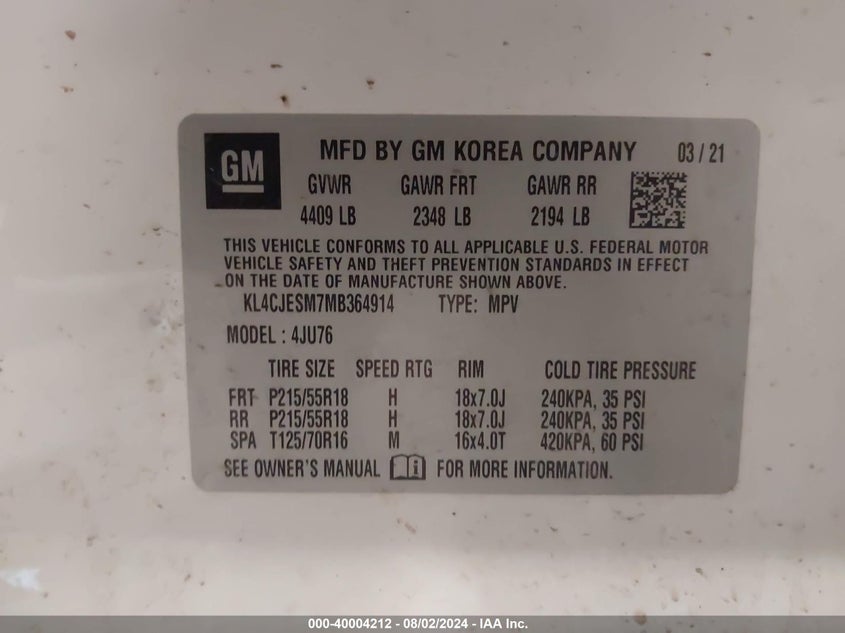 GM
MFD BY GM KOREA COMPANY 03 / 21
GVWR GAWR FRT GAWR RR
4409 LB 2348 LB 2194 LB
THIS VEHICLE CONFORMS TO ALL APPLICABLE U.S. FEDERAL MOTOR
VEHICLE SAFETY AND THEFT PREVENTION STANDARDS IN EFFECT
ON THE DATE OF MANUFACTURE SHOWN ABOVE.
KL4CJESM7MB364914 TYPE: MPV
MODEL : 4JU76
TIRE SIZE SPEED RTG RIM COLD TIRE PRESSURE
FRT P215/55R18 H 18x7.0J 240KPA, 35 PSI
RR P215/55R18 H 18x7.0J 240KPA, 35 PSI
SPA T125/70R16 M 16x4.0T 420KPA, 60 PSI
SEE OWNER'S MANUAL FOR MORE INFORMATION.
000-40004212 - 08/02/2024 - IAA Inc.